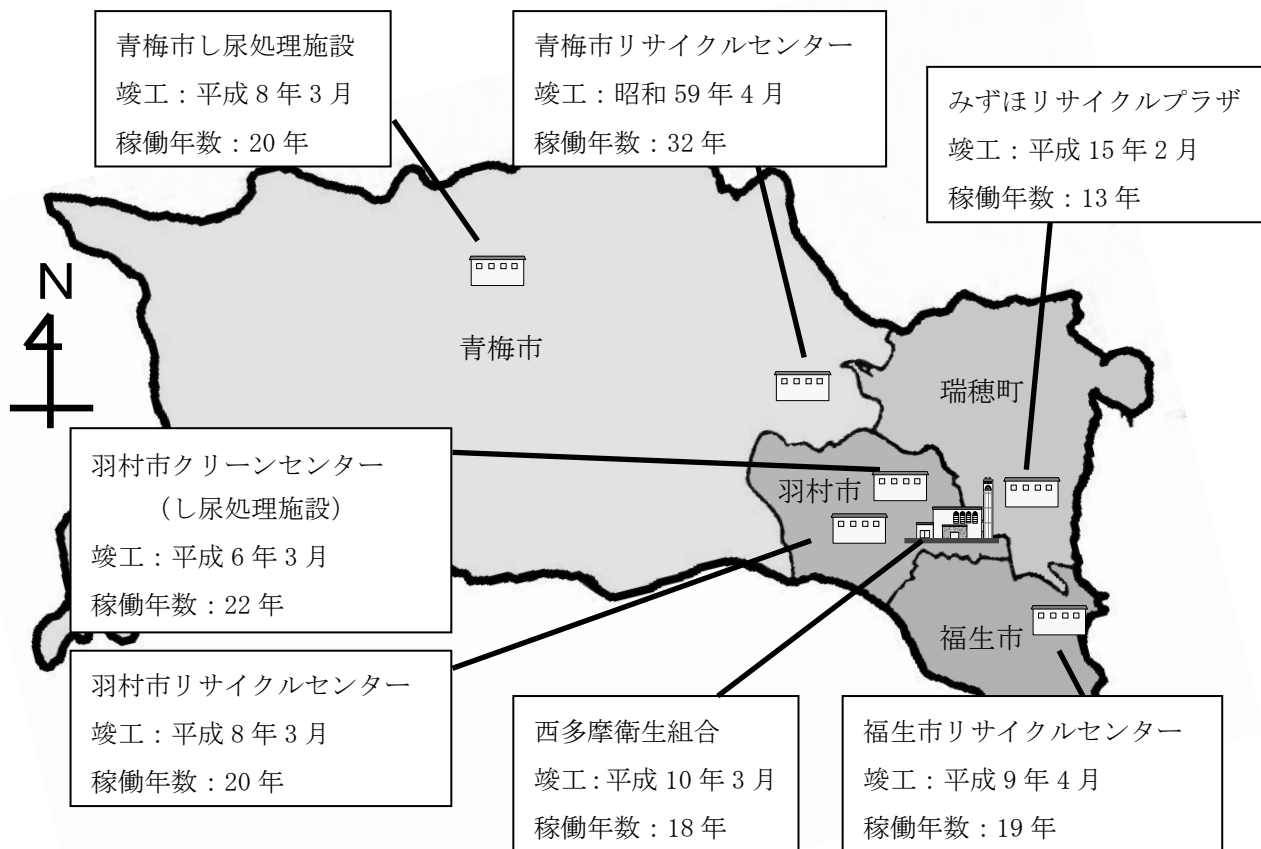 青梅市し尿処理施設
竣工：平成 8 年 3 月
稼働年数：20 年
青梅市リサイクルセンター
竣工：昭和 59 年 4 月
稼働年数：32 年
みずほリサイクルプラザ
竣工：平成 15 年 2 月
稼働年数：13 年
N
青梅市
瑞穂町
羽村市
福生市
羽村市クリーンセンター
（し尿処理施設）
竣工：平成 6 年 3 月
稼働年数：22 年
羽村市リサイクルセンター
竣工：平成 8 年 3 月
稼働年数：20 年
西多摩衛生組合
竣工：平成 10 年 3 月
稼働年数：18 年
福生市リサイクルセンター
竣工：平成 9 年 4 月
稼働年数：19 年